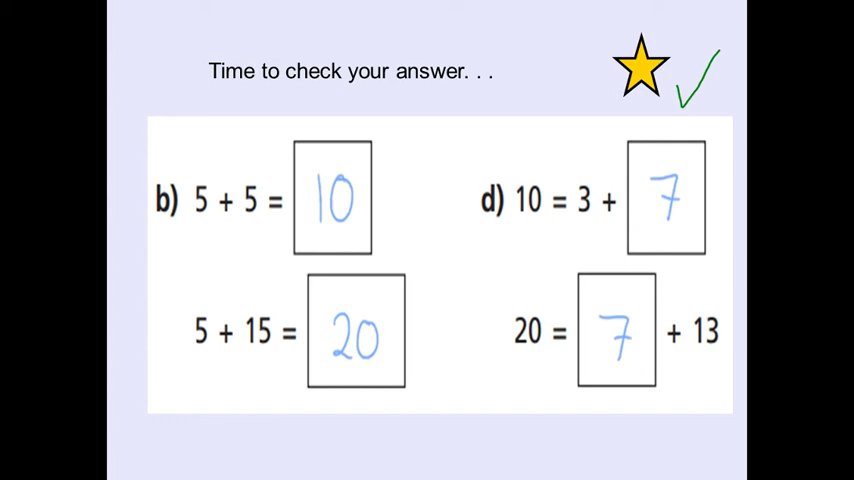 Time to check your answer. . .
b) 5 + 5 = 10
5 + 15 = 20
d) 10 = 3 + 7
20 = 7 + 13